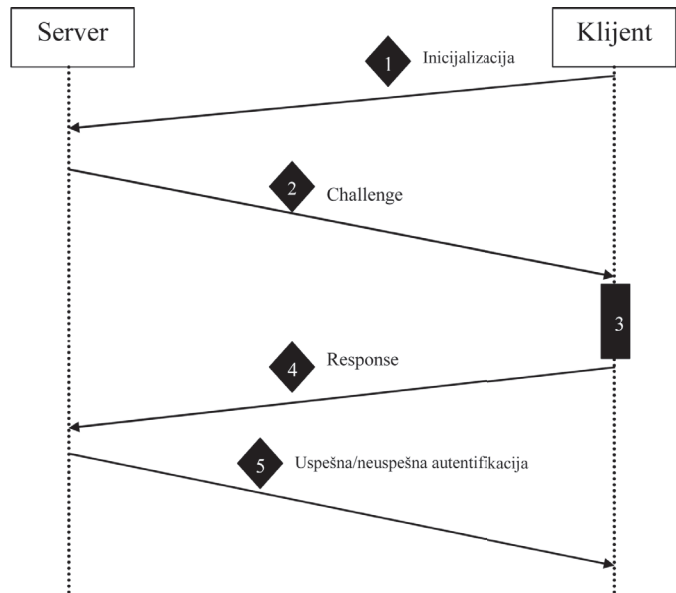 Server
Klijent
1
Inicijalizacija
2
Challenge
3
4
Response
5
Uspešna/neuspešna autentifikacija